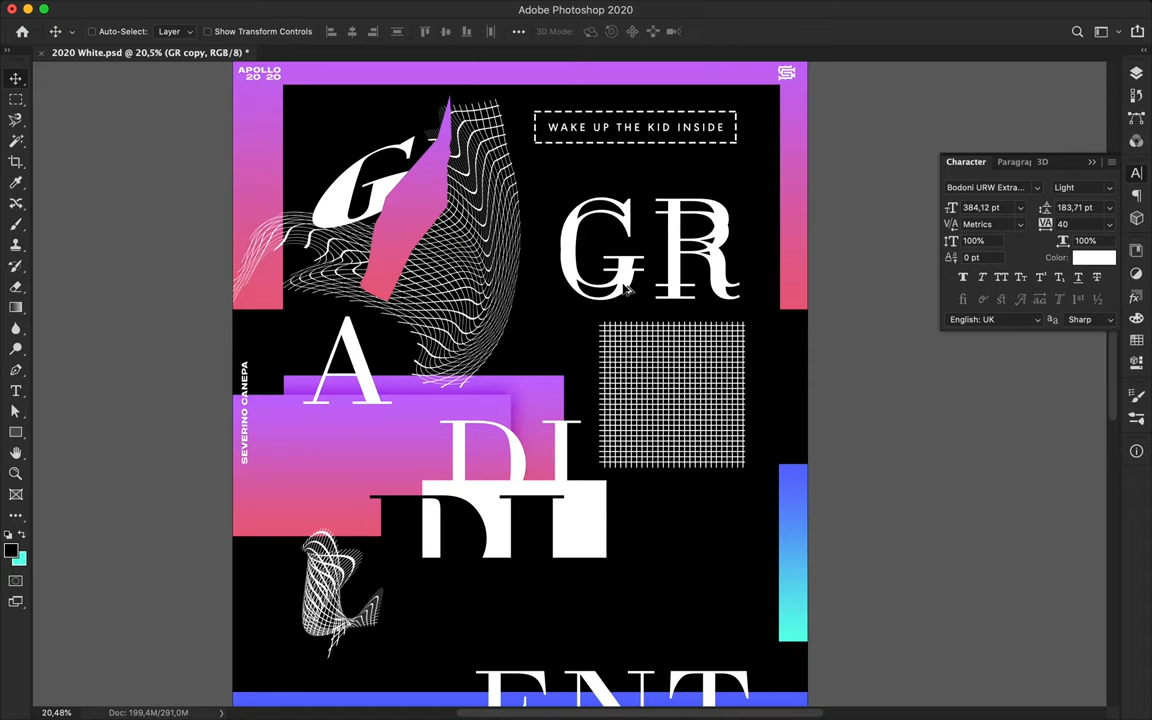 Adobe Photoshop 2020
Auto-Select:
Layer
Show Transform Controls
3D Mode:
2020 White.psd @ 20,5% (GR copy, RGB/8) *
APOLLO
20 20
WAKE UP THE KID INSIDE
G
GR
A
DI
DI
ENT
SEVERINO CANEPA
Character
Paragra
3D
Bodoni URW Extra...
Light
384,12 pt
183,71 pt
Metrics
40
100%
100%
0 pt
Color:
English: UK
Sharp
20,48%
Doc: 199,4M/291,0M